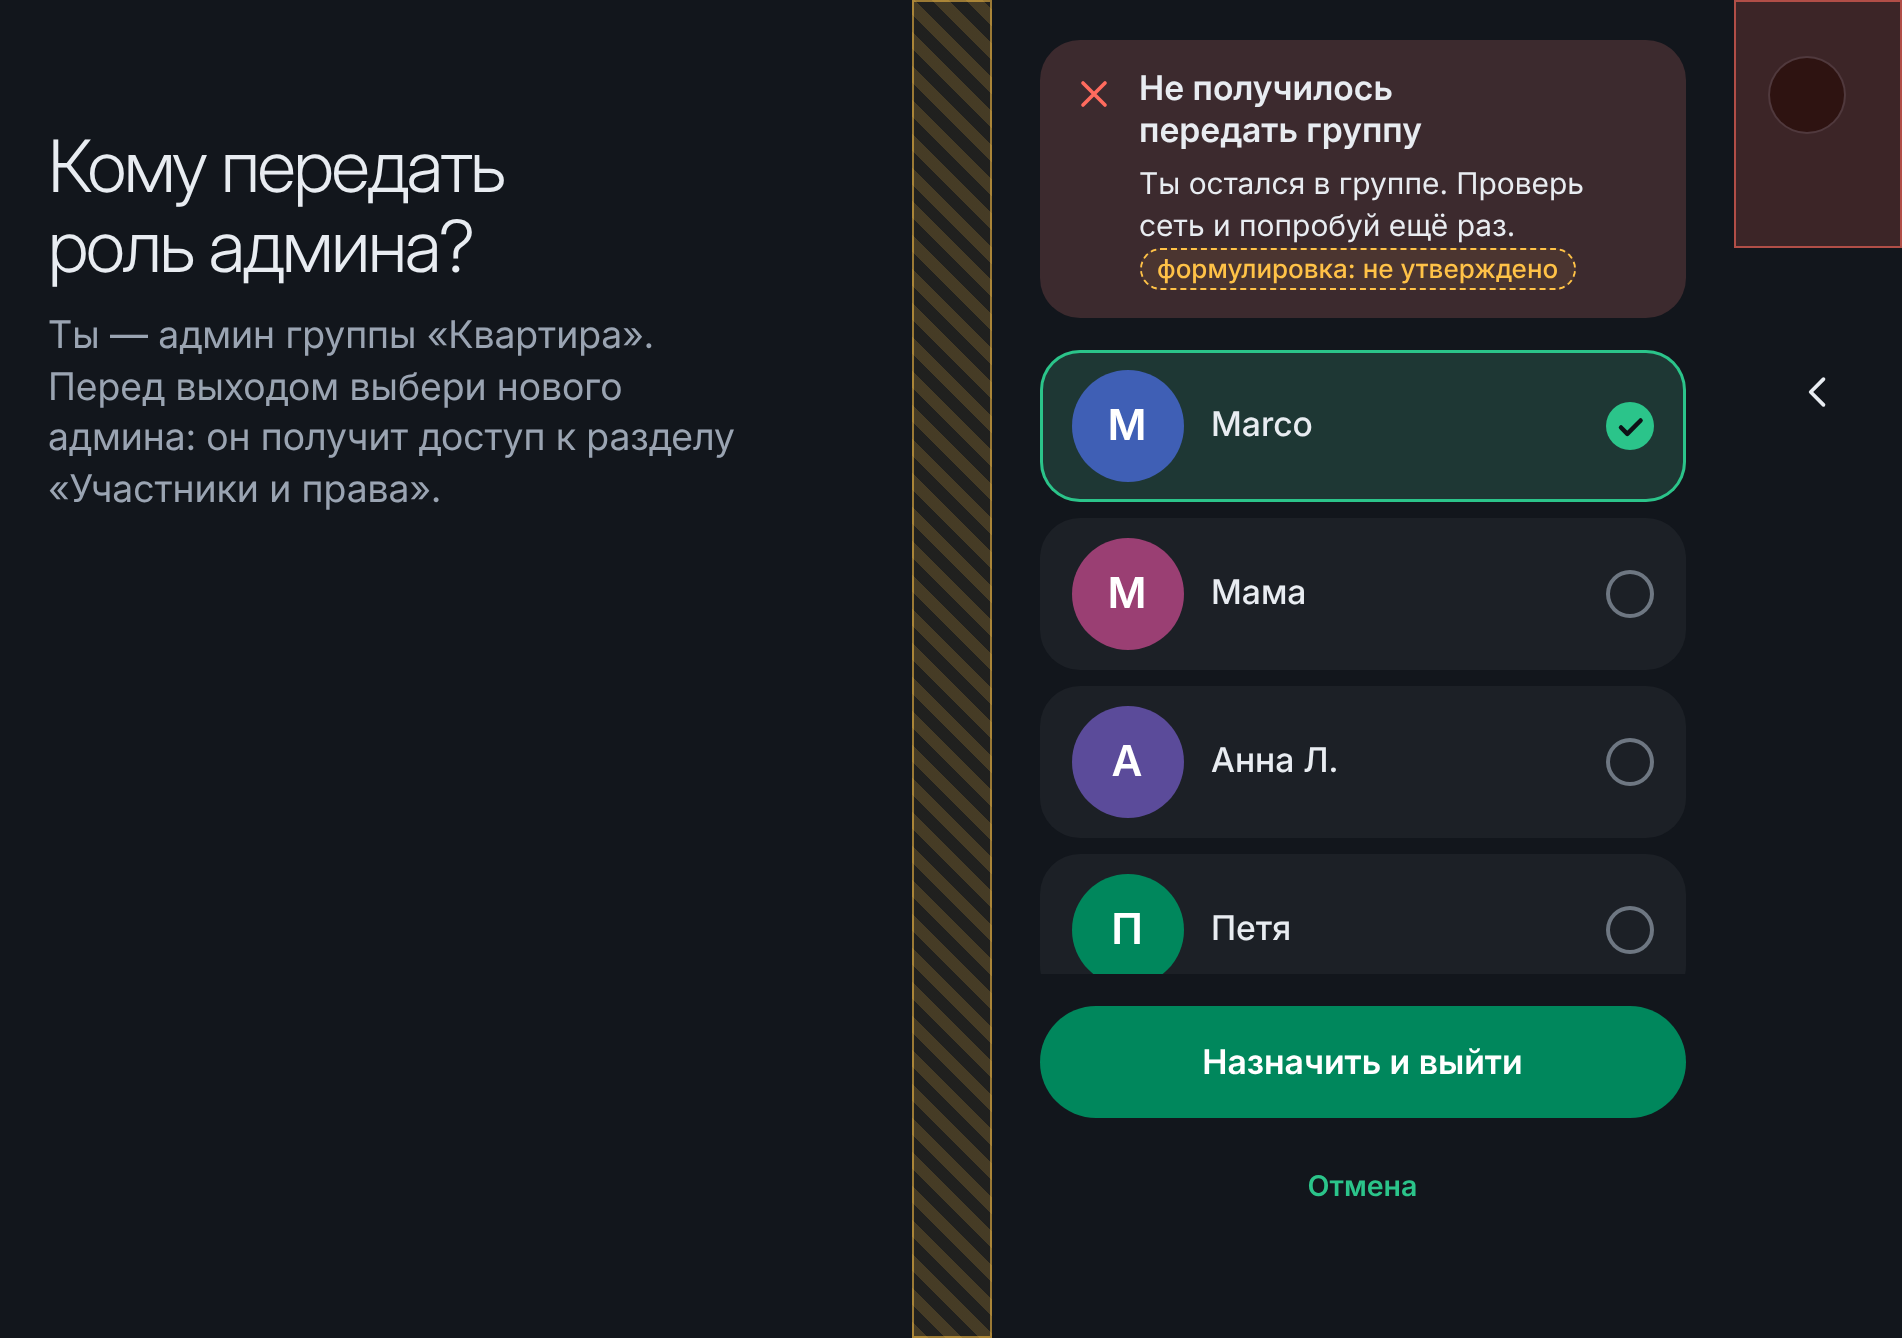 Кому передать
роль админа?
Ты — админ группы «Квартира».
Перед выходом выбери нового
админа: он получит доступ к разделу
«Участники и права».
Не получилось
передать группу
Ты остался в группе. Проверь
сеть и попробуй ещё раз.
формулировка: не утверждено
М
Marco
М
Мама
А
Анна Л.
П
Петя
Назначить и выйти
Отмена